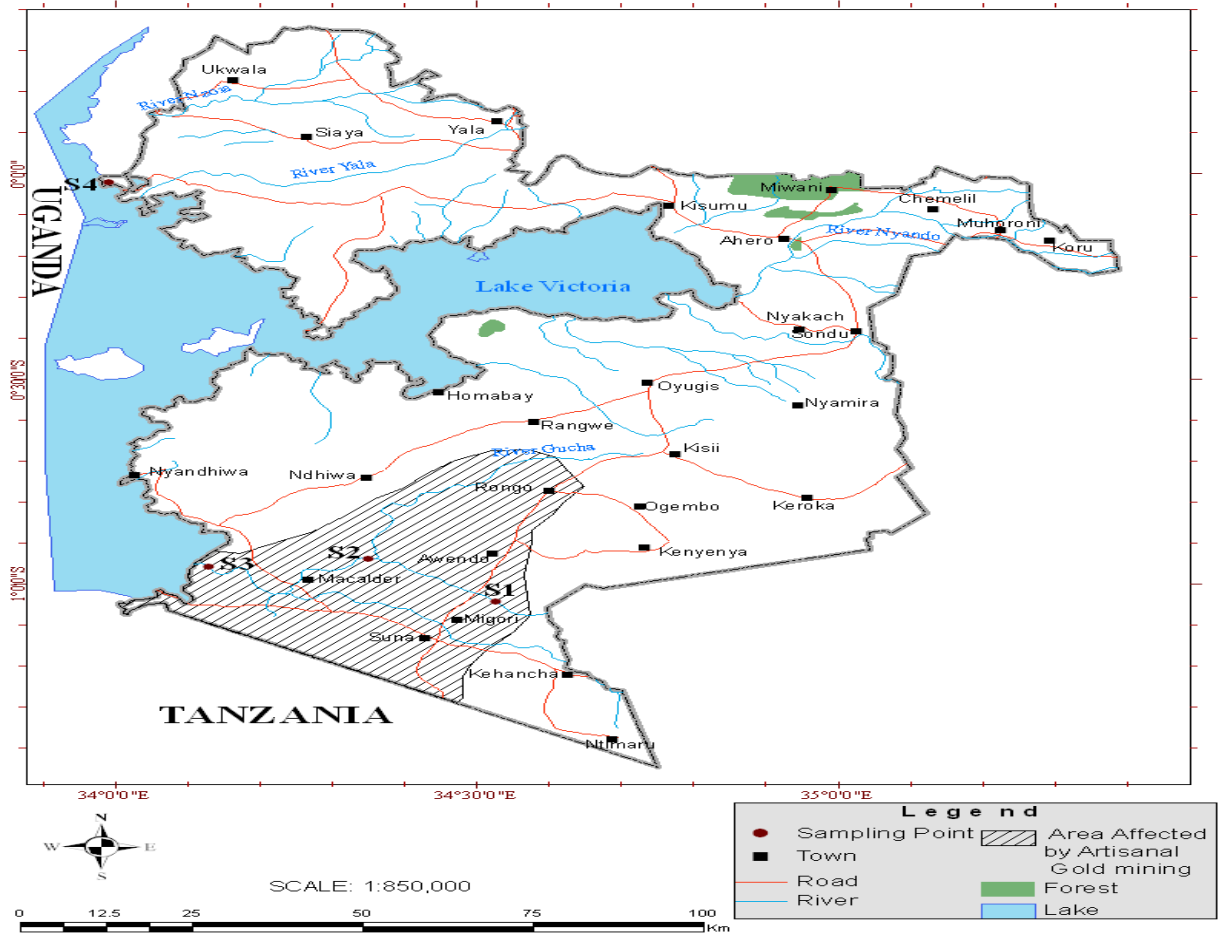 Ukwala
River Nzoia
Siaya
Yala
River Yala
0°0'0"
S4
UGANDA
Miwani
Chemelil
Kisumu
Muhoroni
Ahero
River Nyando
Koru
Lake Victoria
Nyakach
Sondu
0°30'0"S
Oyugis
Homabay
Nyamira
Rangwe
River Gucha
Kisii
Nyandhiwa
Ndhiwa
Rongo
Ogembo
Keroka
S2
Awendo
Kenyenya
S3
Macalder
1°0'0"S
S1
Migori
Suna
Kehancha
TANZANIA
Ntimaru
34°0'0"E
34°30'0"E
35°0'0"E
N
W
E
S
SCALE: 1:850,000
0 12.5 25 50 75 100
Km
Legend
Sampling Point
Town
Road
River
Area Affected
by Artisanal
Gold mining
Forest
Lake